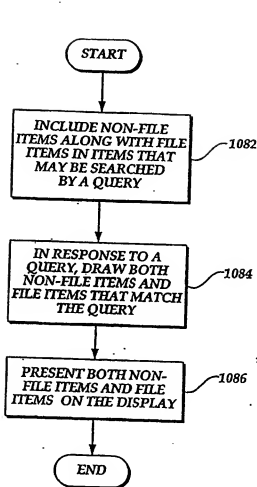 START
INCLUDE NON-FILE
ITEMS ALONG WITH FILE
ITEMS IN ITEMS THAT
MAY BE SEARCHED
BY A QUERY
1082
IN RESPONSE TO A
QUERY, DRAW BOTH
NON-FILE ITEMS AND
FILE ITEMS THAT MATCH
THE QUERY
1084
PRESENT BOTH NON-
FILE ITEMS AND FILE
ITEMS ON THE DISPLAY
1086
END